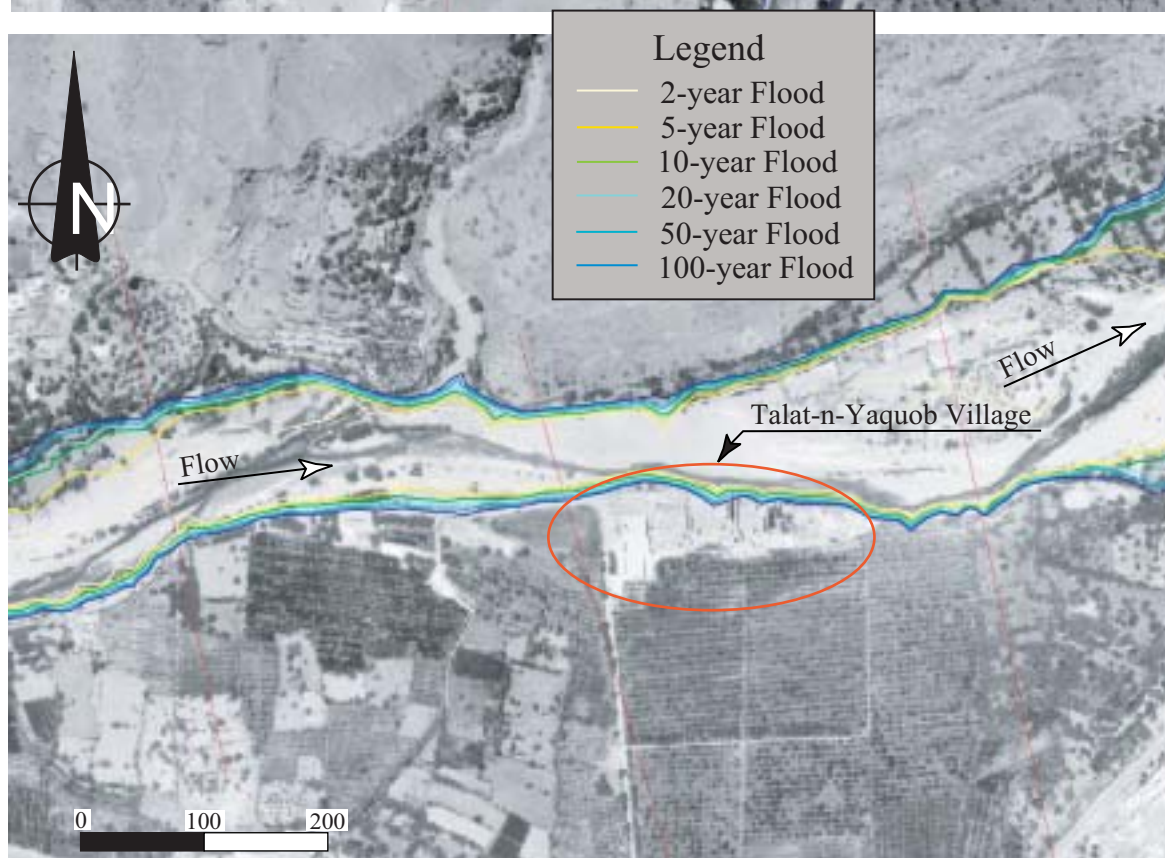 Legend
2-year Flood
5-year Flood
10-year Flood
20-year Flood
50-year Flood
100-year Flood
N
Flow
Talat-n-Yaquob Village
Flow
0 100 200